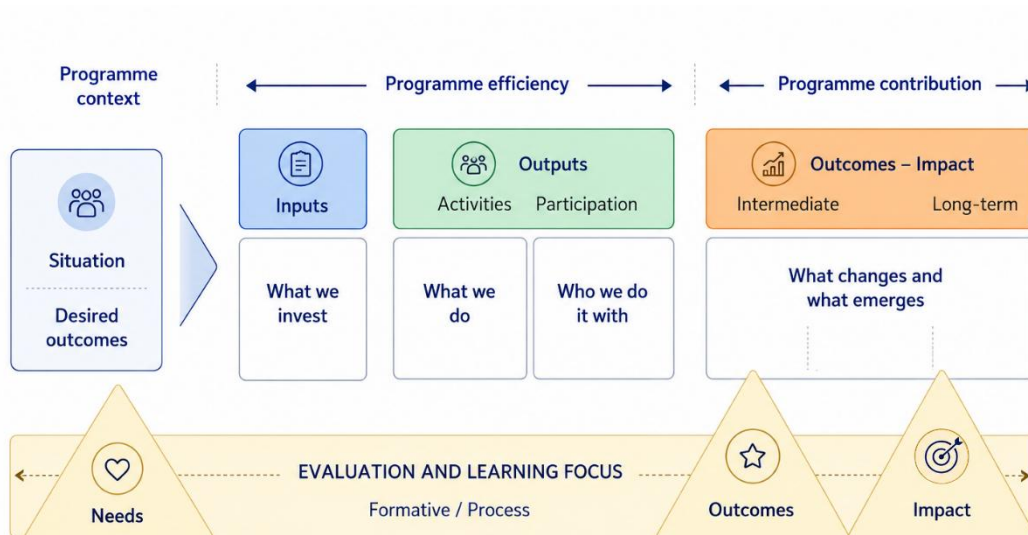 Programme
context
Programme efficiency
Programme contribution
Situation
Desired
outcomes
Inputs
Outputs
Activities
Participation
Outcomes – Impact
Intermediate
Long-term
What we
invest
What we
do
Who we do
it with
What changes and
what emerges
Needs
EVALUATION AND LEARNING FOCUS
Formative / Process
Outcomes
Impact